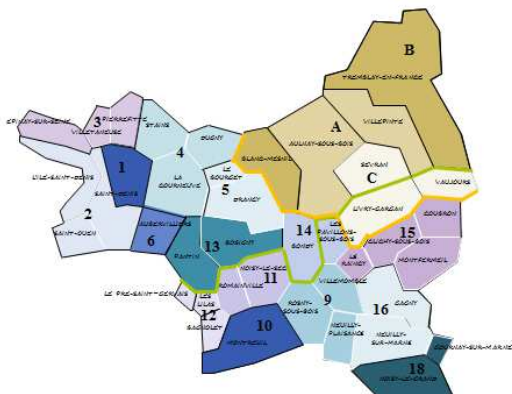 B
TREMBLAY-EN-FRANCE
3
EPINAY-SUR-SEINE
PIERREFITTE
VILLETANEUSE
STAINS
A
VILLEPINTE
DUGNY
AULNAY-SOUS-BOIS
4
BLANC-MESNIL
SEVRAN
L'ILE-SAINT-DENIS
1
LE
BOURGET
C
VAUJOURS
SAINT-DENIS
LA
COURNEUVE
5
DRANCY
LIVRY-GARGAN
2
COUBRON
SAINT-OUEN
AUBERVILLIERS
6
13
BOBIGNY
14
BONDY
LES
PAVILLONS-
SOUS-BOIS
15
CLICHY-SOUS-BOIS
PANTIN
LE
RAINCY
MONTFERMEIL
NOISY-LE-SEC
11
VILLEMOMBLE
LE PRE-SAINT-GERVAIS
LES
LILAS
ROMAINVILLE
ROSNY-
SOUS-BOIS
9
GAGNY
12
BAGNOLET
16
10
MONTREUIL
NEUILLY-
PLAISANCE
NEUILLY-
SUR-MARNE
GOURNAY-SUR-MARNE
18
NOISY-LE-GRAND